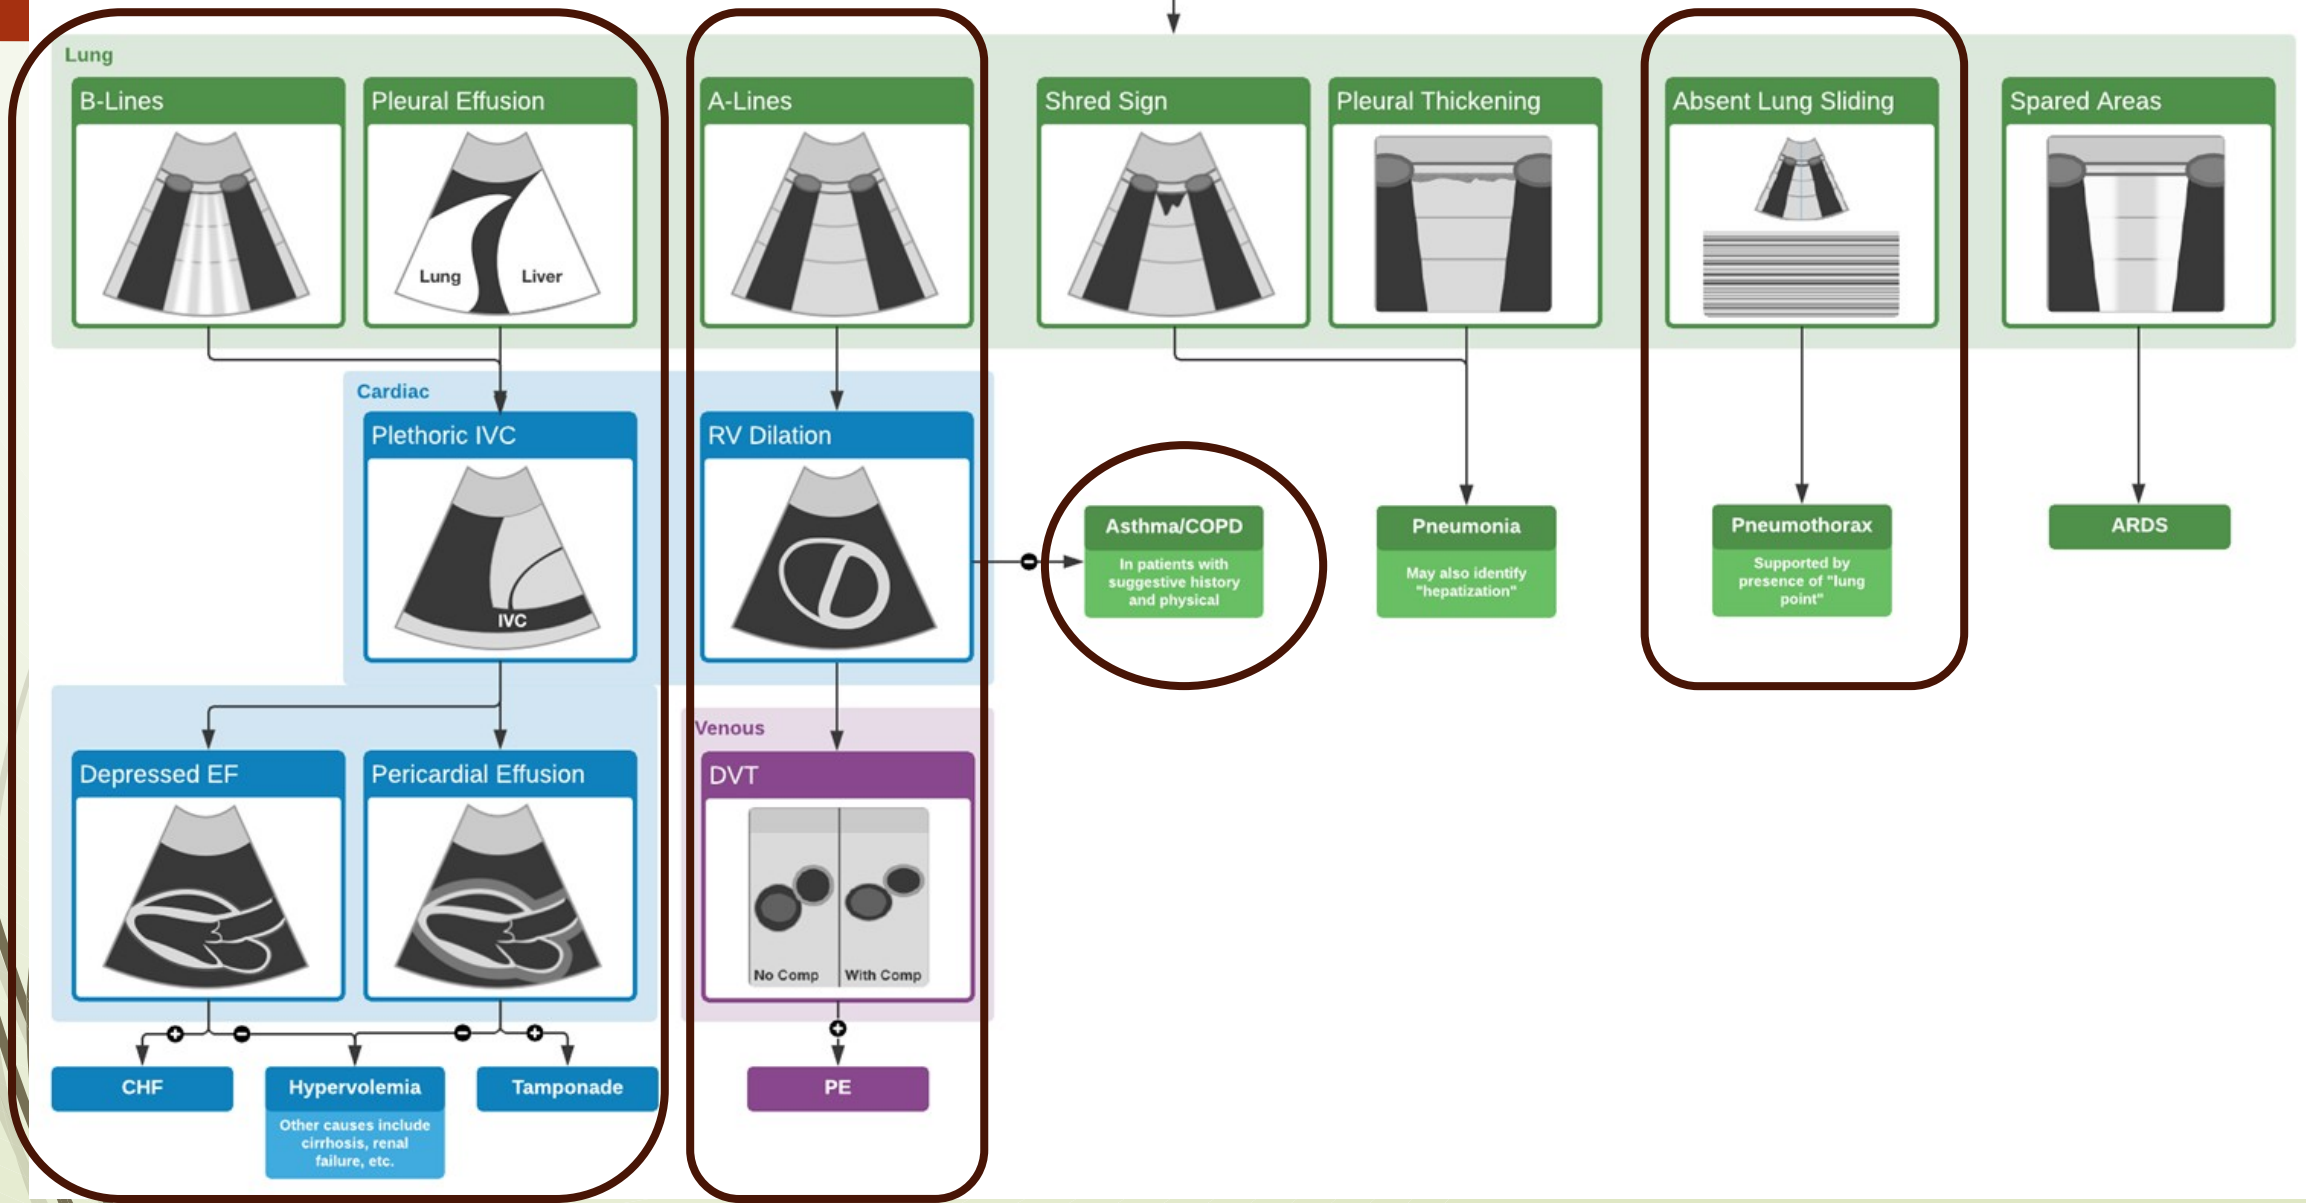 Lung
B-Lines
Pleural Effusion
A-Lines
Shred Sign
Pleural Thickening
Absent Lung Sliding
Spared Areas
Lung
Liver
Cardiac
Plethoric IVC
RV Dilation
IVC
Asthma/COPD
In patients with
suggestive history
and physical
Pneumonia
May also identify
"hepatization"
Pneumothorax
Supported by
presence of "lung
point"
ARDS
Venous
Depressed EF
Pericardial Effusion
DVT
No Comp
With Comp
CHF
Hypervolemia
Other causes include
cirrhosis, renal
failure, etc.
Tamponade
PE